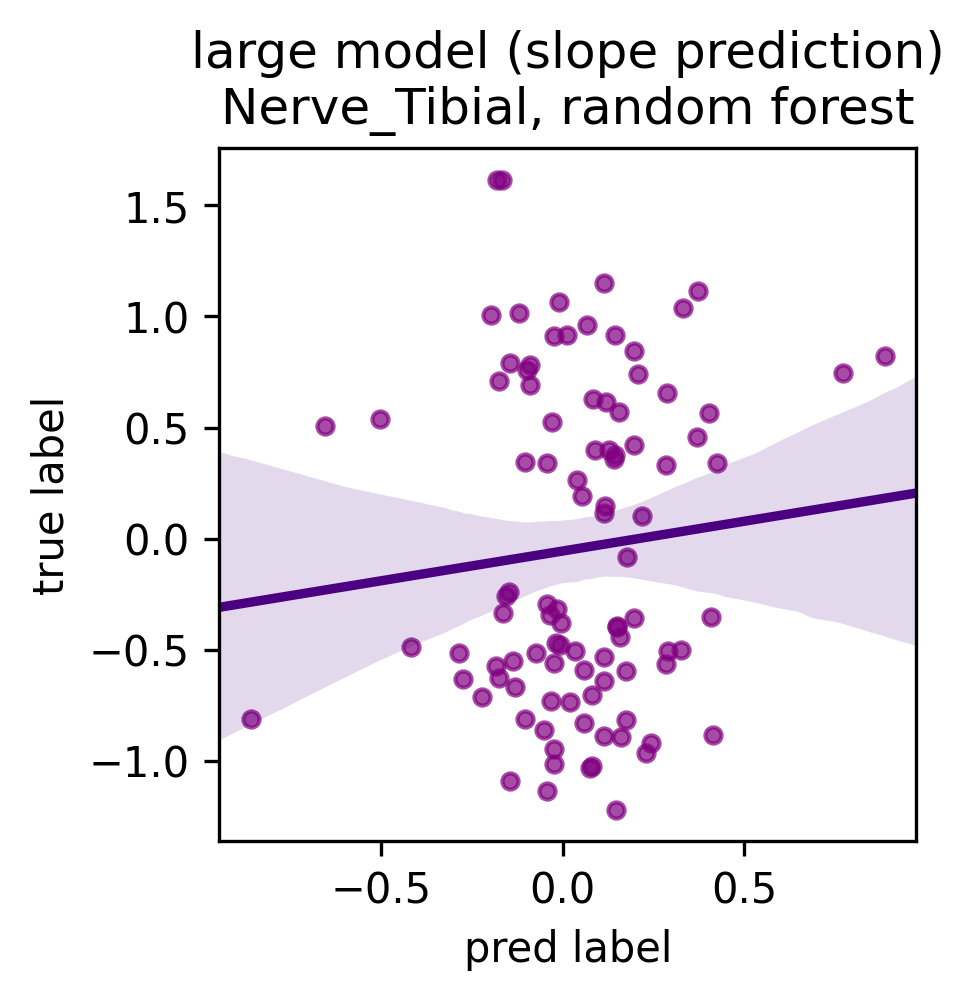 large model (slope prediction)
Nerve_Tibial, random forest
1.5
1.0
0.5
0.0
−0.5
−1.0
true label
−0.5 0.0 0.5
pred label